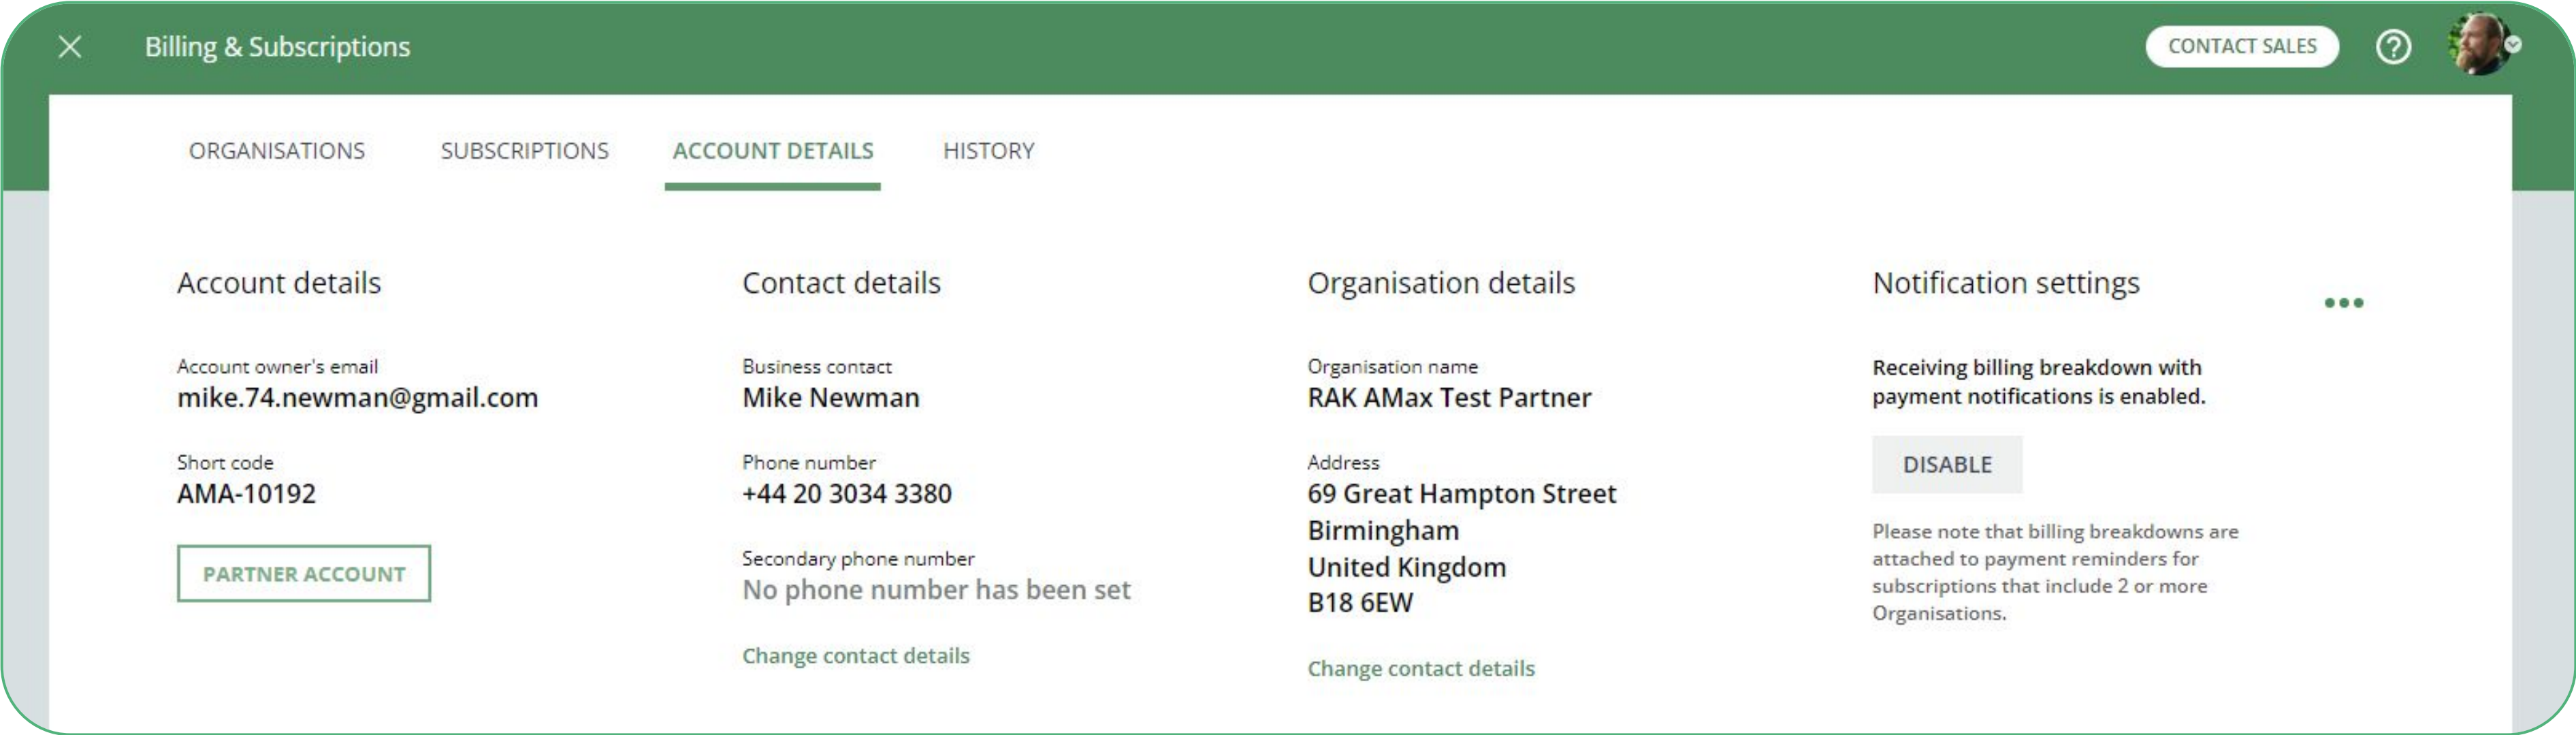 Billing & Subscriptions
CONTACT SALES
ORGANISATIONS
SUBSCRIPTIONS
ACCOUNT DETAILS
HISTORY
Account details
Account owner's email
mike.74.newman@gmail.com
Short code
AMA-10192
PARTNER ACCOUNT
Contact details
Business contact
Mike Newman
Phone number
+44 20 3034 3380
Secondary phone number
No phone number has been set
Change contact details
Organisation details
Organisation name
RAK AMax Test Partner
Address
69 Great Hampton Street
Birmingham
United Kingdom
B18 6EW
Change contact details
Notification settings
Receiving billing breakdown with
payment notifications is enabled.
DISABLE
Please note that billing breakdowns are
attached to payment reminders for
subscriptions that include 2 or more
Organisations.